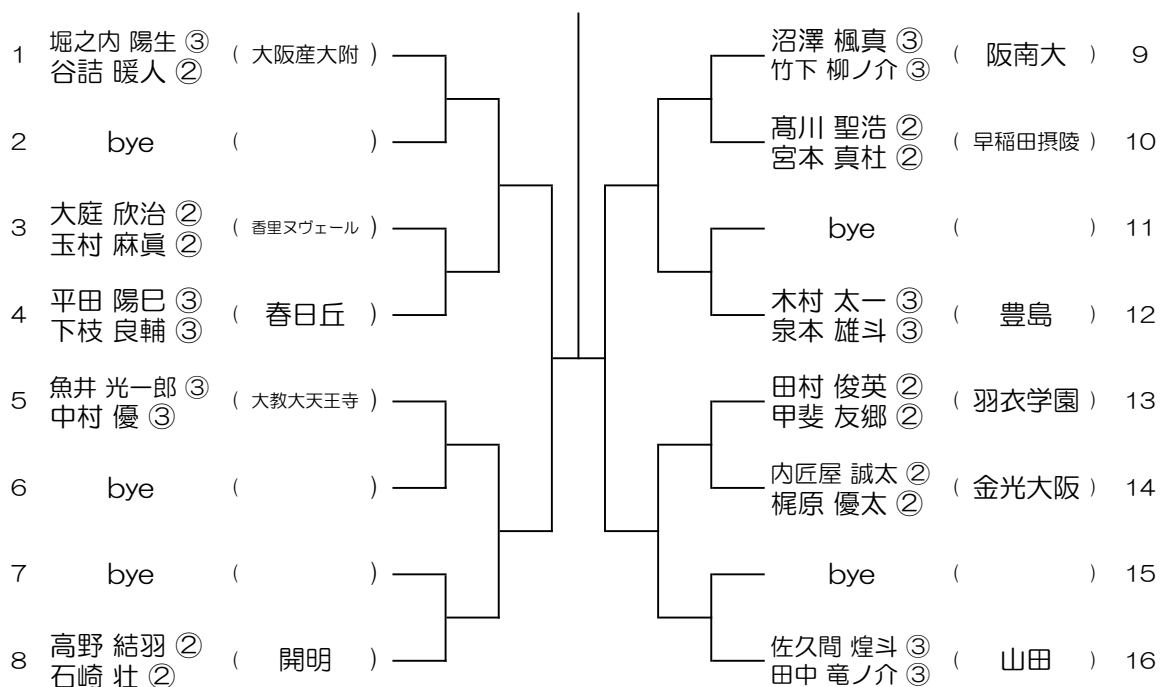 1 堀之内 陽生 ③ ( 大阪産大附 )
谷詰 暖人 ②
2 bye ( )
3 大庭 欣治 ② ( 香里ヌヴェール )
玉村 麻眞 ②
4 平田 陽巳 ③ ( 春日丘 )
下枝 良輔 ③
5 魚井 光一郎 ③ ( 大教大天王寺 )
中村 優 ③
6 bye ( )
7 bye ( )
8 高野 結羽 ② ( 開明 )
石崎 壮 ②
沼澤 楓真 ③ ( 阪南大 ) 9
竹下 柳ノ介 ③
髙川 聖浩 ② ( 早稲田摂陵 ) 10
宮本 真杜 ②
bye ( ) 11
木村 太一 ③ ( 豊島 ) 12
泉本 雄斗 ③
田村 俊英 ② ( 羽衣学園 ) 13
甲斐 友郷 ②
内匠屋 誠太 ② ( 金光大阪 ) 14
梶原 優太 ②
bye ( ) 15
佐久間 煌斗 ③ ( 山田 ) 16
田中 竜ノ介 ③